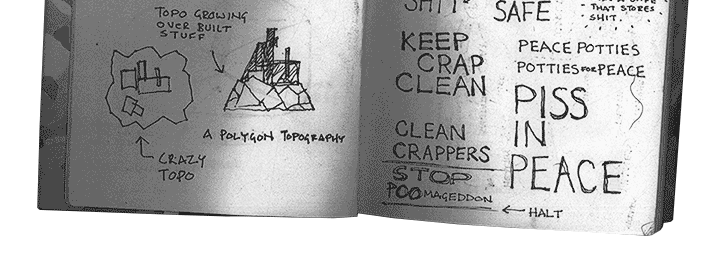 TOPO GROWING
OVER BUILT
STUFF
A POLYGON TOPOGRAPHY
CRAZY
TOPO
SHIT
SAFE
THAT STORES
SHIT.
KEEP
CRAP
CLEAN
PEACE POTTIES
POTTIES FOR PEACE
PISS
IN
PEACE
CLEAN
CRAPPERS
STOP
POOMAGEDDON
HALT